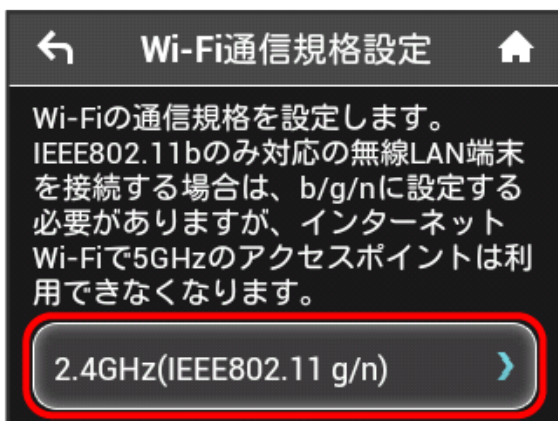 Wi-Fi通信規格設定
Wi-Fiの通信規格を設定します。
IEEE802.11bのみ対応の無線LAN端末
を接続する場合は、b/g/nに設定する
必要がありますが、インターネット
Wi-Fiで5GHzのアクセスポイントは利
用できなくなります。
2.4GHz(IEEE802.11 g/n)